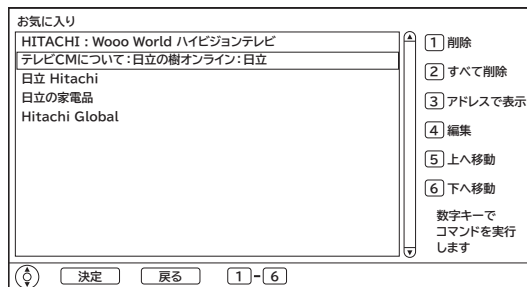 お気に入り
HITACHI : Wooo World ハイビジョンテレビ
テレビCMについて：日立の樹オンライン：日立
日立 Hitachi
日立の家電品
Hitachi Global
1 削除
2 すべて削除
3 アドレスで表示
4 編集
5 上へ移動
6 下へ移動
数字キーで
コマンドを実行
します
決定 戻る 1-6